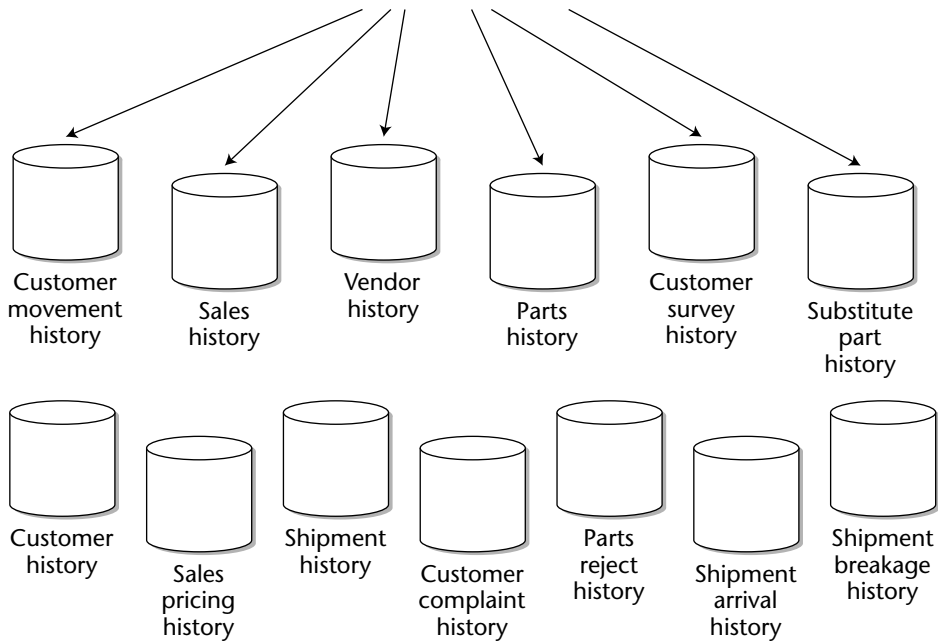 Customer
movement
history
Sales
history
Vendor
history
Parts
history
Customer
survey
history
Substitute
part
history
Customer
history
Sales
pricing
history
Shipment
history
Customer
complaint
history
Parts
reject
history
Shipment
arrival
history
Shipment
breakage
history